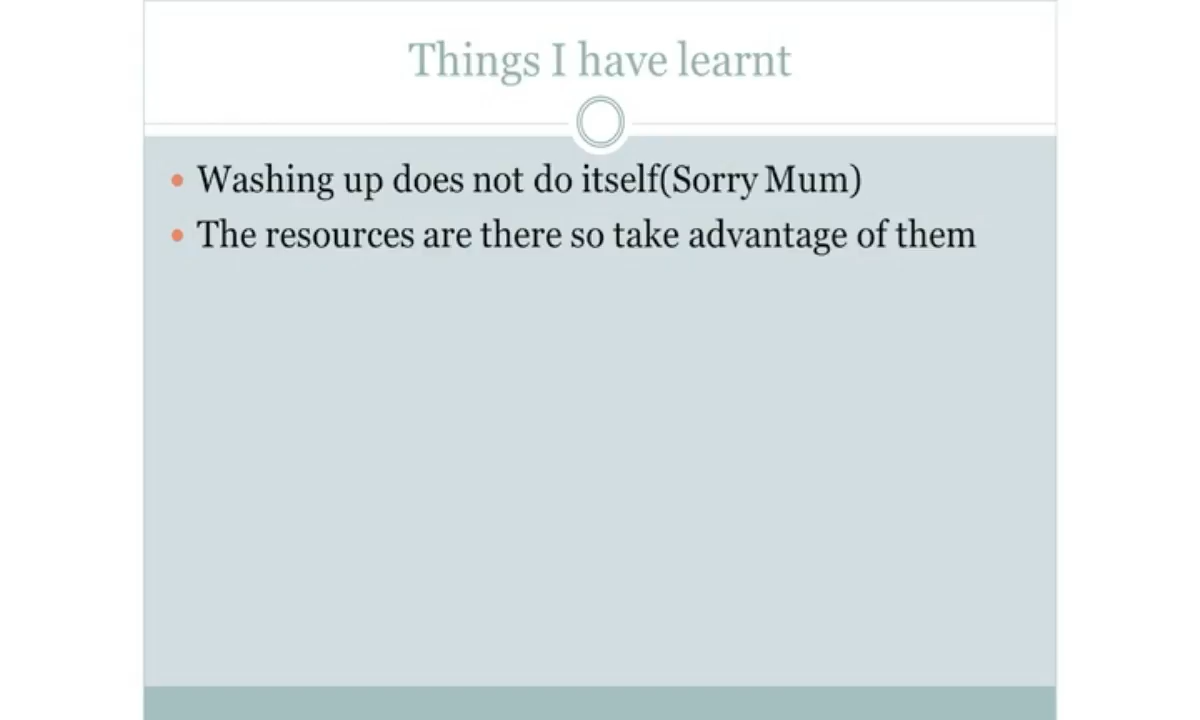 Things I have learnt
Washing up does not do itself(Sorry Mum)
The resources are there so take advantage of them